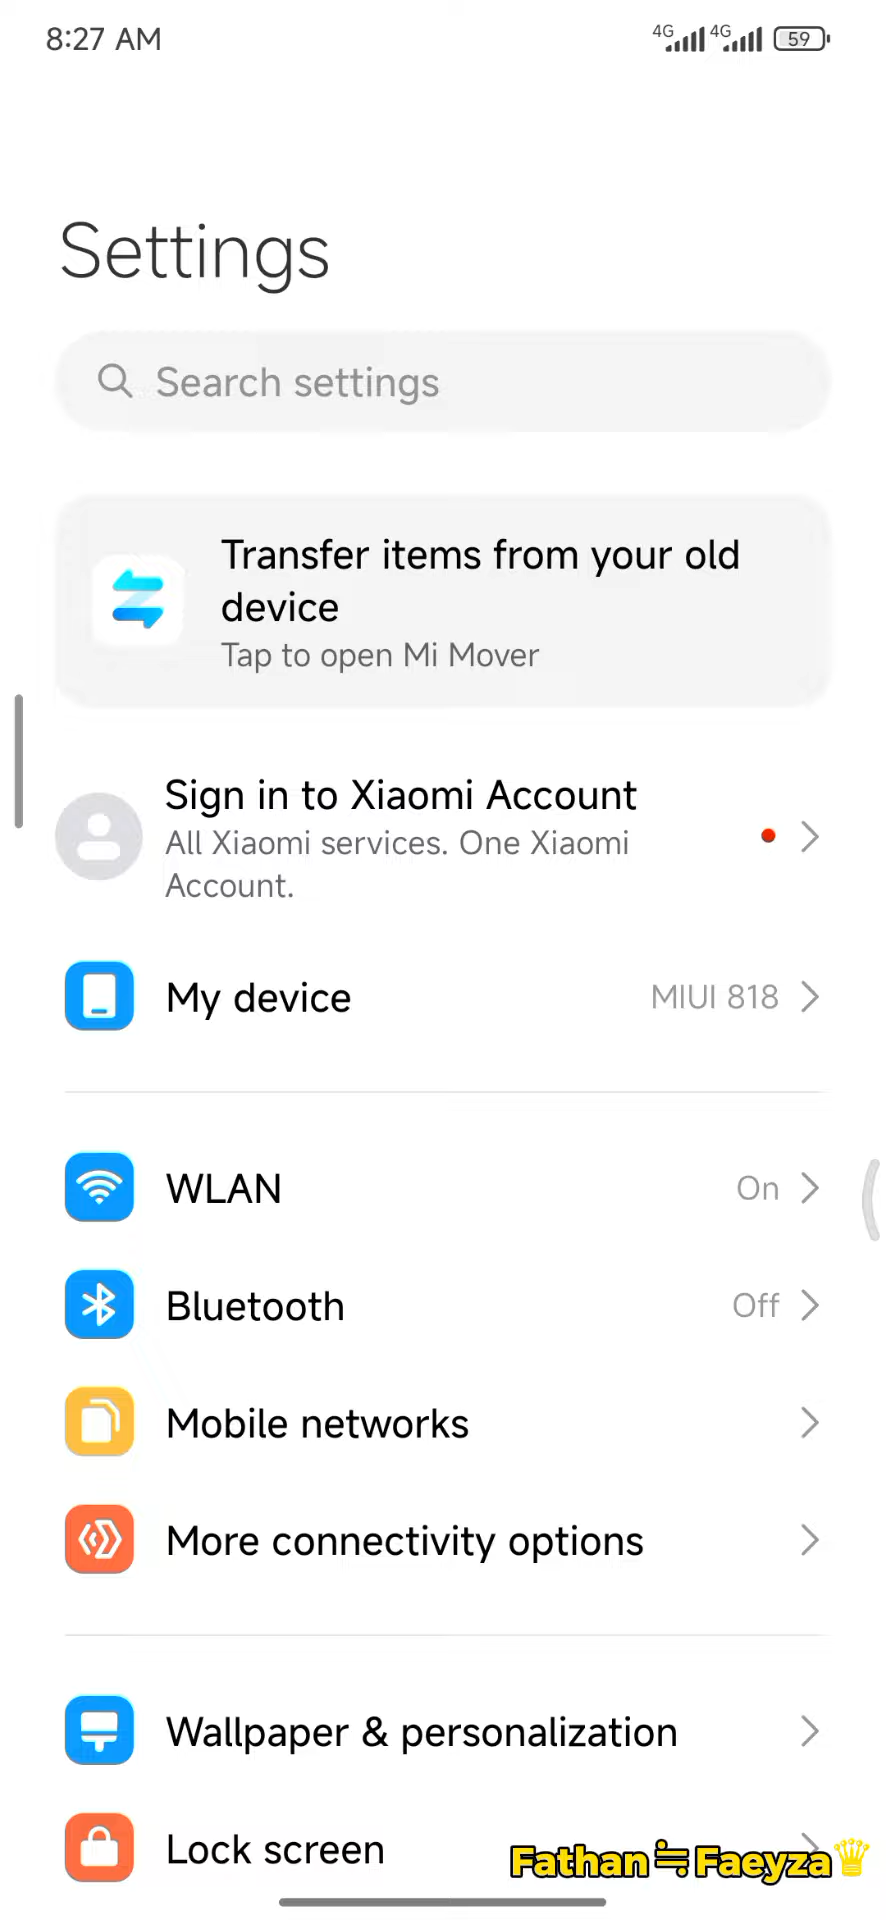 8:27 AM 4G 4G 59
Settings
Search settings
Transfer items from your old
device
Tap to open Mi Mover
Sign in to Xiaomi Account
All Xiaomi services. One Xiaomi
Account.
My device MIUI 818
WLAN On
Bluetooth Off
Mobile networks
More connectivity options
Wallpaper & personalization
Lock screen
Fathan≒Faeyza♛